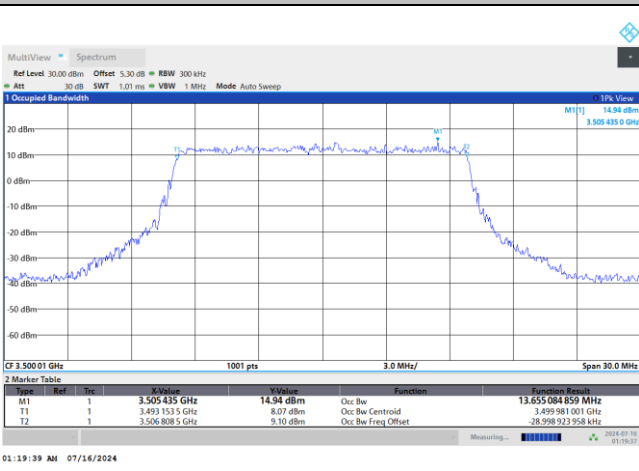 MultiView Spectrum
Ref Level 30.00 dBm Offset 5.30 dB RBW 300 kHz
Att 30 dB SWT 1.01 ms VBW 1 MHz Mode Auto Sweep
1 Occupied Bandwidth 1Pk View
M1[1] 14.94 dBm
3.505 435 0 GHz
20 dBm
M1
T1 T2
10 dBm
0 dBm
-10 dBm
-20 dBm
-30 dBm
-40 dBm
-50 dBm
-60 dBm
CF 3.500 01 GHz 1001 pts 3.0 MHz/ Span 30.0 MHz
2 Marker Table
Type Ref Trc X-Value Y-Value Function Function Result
M1 1 3.505 435 GHz 14.94 dBm Occ Bw 13.655 084 859 MHz
T1 1 3.493 153 5 GHz 8.07 dBm Occ Bw Centroid 3.499 981 001 GHz
T2 1 3.506 808 5 GHz 9.10 dBm Occ Bw Freq Offset -28.998 923 958 kHz
Measuring... 2024-07-16
01:19:37
01:19:39 AM 07/16/2024